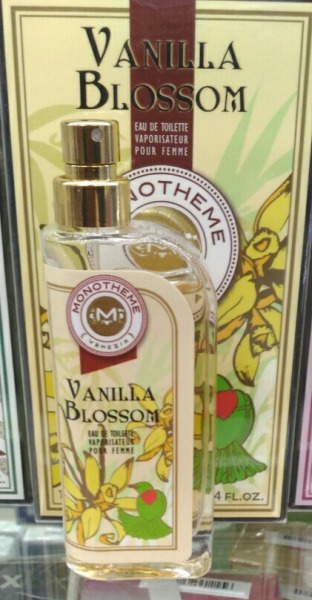 VANILLA
BLOSSOM
EAU DE TOILETTE
VAPORISATEUR
POUR FEMME
MONOTHEME
MONOTHEME
M
VENEZIA
VANILLA
BLOSSOM
EAU DE TOILETTE
VAPORISATEUR
POUR FEMME
4 FL.OZ.